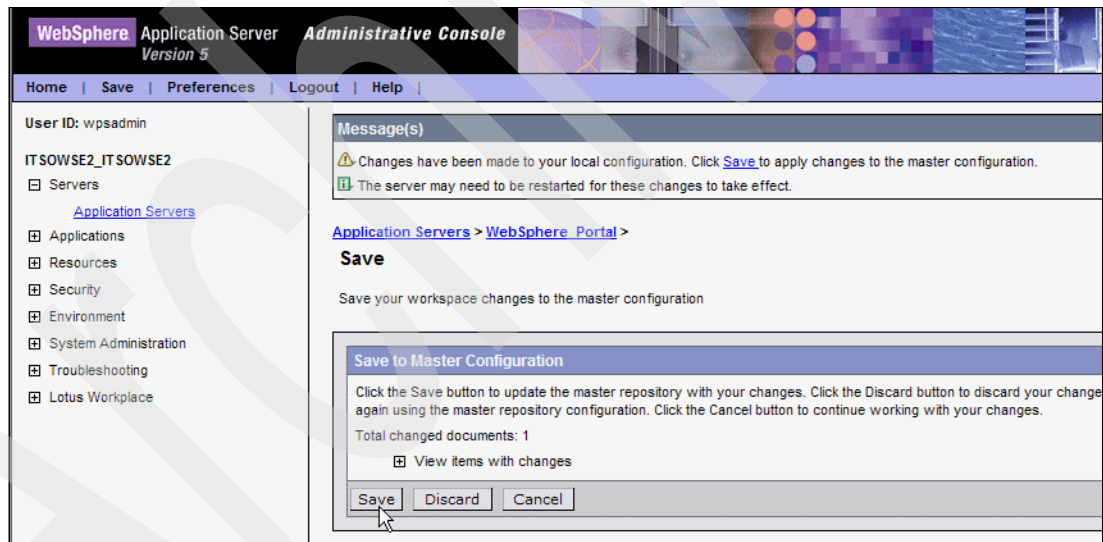 WebSphere. Application Server Administrative Console
Version 5
Home | Save | Preferences | Logout | Help |
User ID: wpsadmin
ITSOWSE2_ITSOWSE2
Servers
Application Servers
Applications
Resources
Security
Environment
System Administration
Troubleshooting
Lotus Workplace
Message(s)
Changes have been made to your local configuration. Click Save to apply changes to the master configuration.
The server may need to be restarted for these changes to take effect.
Application Servers > WebSphere_Portal >
Save
Save your workspace changes to the master configuration
Save to Master Configuration
Click the Save button to update the master repository with your changes. Click the Discard button to discard your change
again using the master repository configuration. Click the Cancel button to continue working with your changes.
Total changed documents: 1
View items with changes
Save Discard Cancel